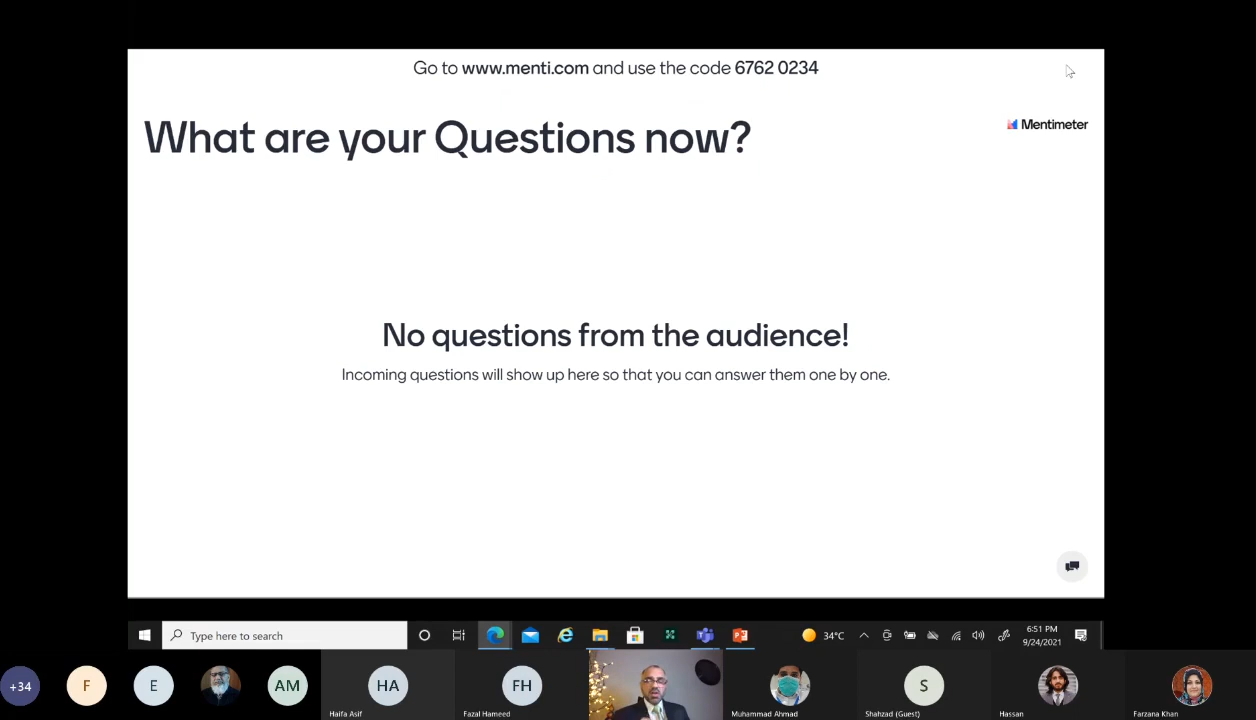 Go to www.menti.com and use the code 6762 0234
Mentimeter
What are your Questions now?
No questions from the audience!
Incoming questions will show up here so that you can answer them one by one.
Type here to search
34°C
6:51 PM
9/24/2021
+34
F
E
AM
HA
FH
S
Haifa Asif
Fazal Hameed
Muhammad Ahmad
Shahzad (Guest)
Hassan
Farzana Khan